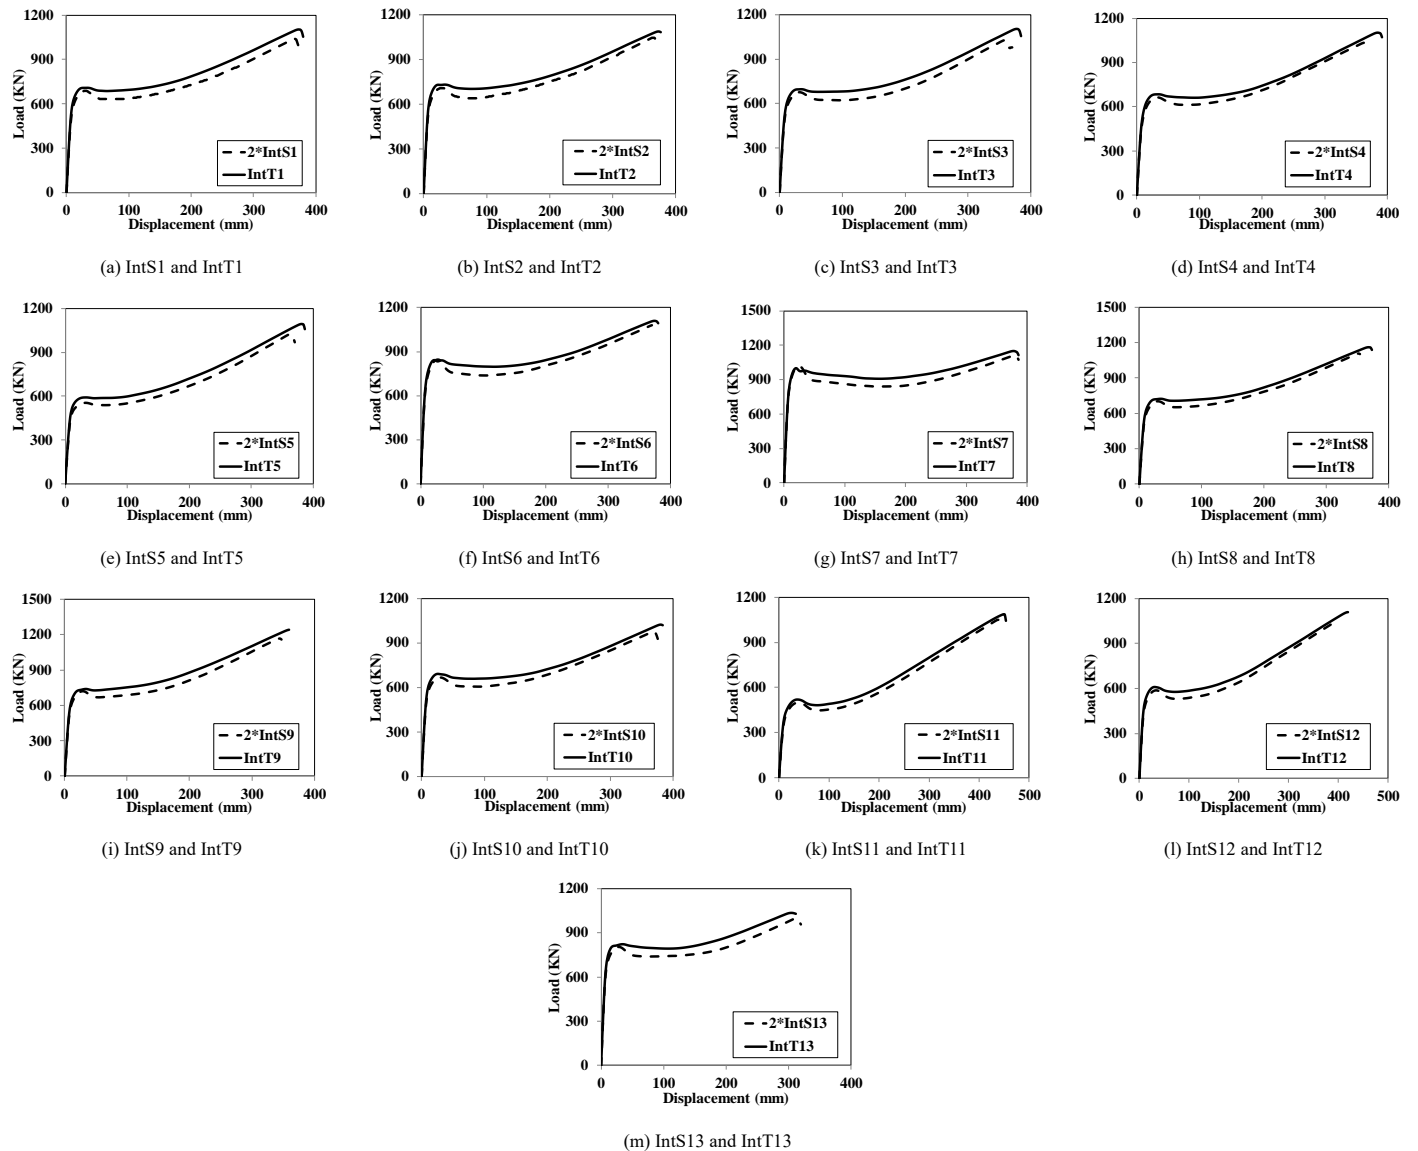 1200
900
600
300
0
Load (KN)
2*IntS1
IntT1
0 100 200 300 400
Displacement (mm)
(a) IntS1 and IntT1
1200
900
600
300
0
Load (KN)
2*IntS2
IntT2
0 100 200 300 400
Displacement (mm)
(b) IntS2 and IntT2
1200
900
600
300
0
Load (KN)
2*IntS3
IntT3
0 100 200 300 400
Displacement (mm)
(c) IntS3 and IntT3
1200
900
600
300
0
Load (KN)
2*IntS4
IntT4
0 100 200 300 400
Displacement (mm)
(d) IntS4 and IntT4
1200
900
600
300
0
Load (KN)
2*IntS5
IntT5
0 100 200 300 400
Displacement (mm)
(e) IntS5 and IntT5
1200
900
600
300
0
Load (KN)
2*IntS6
IntT6
0 100 200 300 400
Displacement (mm)
(f) IntS6 and IntT6
1500
1200
900
600
300
0
Load (KN)
2*IntS7
IntT7
0 100 200 300 400
Displacement (mm)
(g) IntS7 and IntT7
1500
1200
900
600
300
0
Load (KN)
2*IntS8
IntT8
0 100 200 300 400
Displacement (mm)
(h) IntS8 and IntT8
1500
1200
900
600
300
0
Load (KN)
2*IntS9
IntT9
0 100 200 300 400
Displacement (mm)
(i) IntS9 and IntT9
1200
900
600
300
0
Load (KN)
2*IntS10
IntT10
0 100 200 300 400
Displacement (mm)
(j) IntS10 and IntT10
1200
900
600
300
0
Load (KN)
2*IntS11
IntT11
0 100 200 300 400 500
Displacement (mm)
(k) IntS11 and IntT11
1200
900
600
300
0
Load (KN)
2*IntS12
IntT12
0 100 200 300 400 500
Displacement (mm)
(l) IntS12 and IntT12
1200
900
600
300
0
Load (KN)
2*IntS13
IntT13
0 100 200 300 400
Displacement (mm)
(m) IntS13 and IntT13